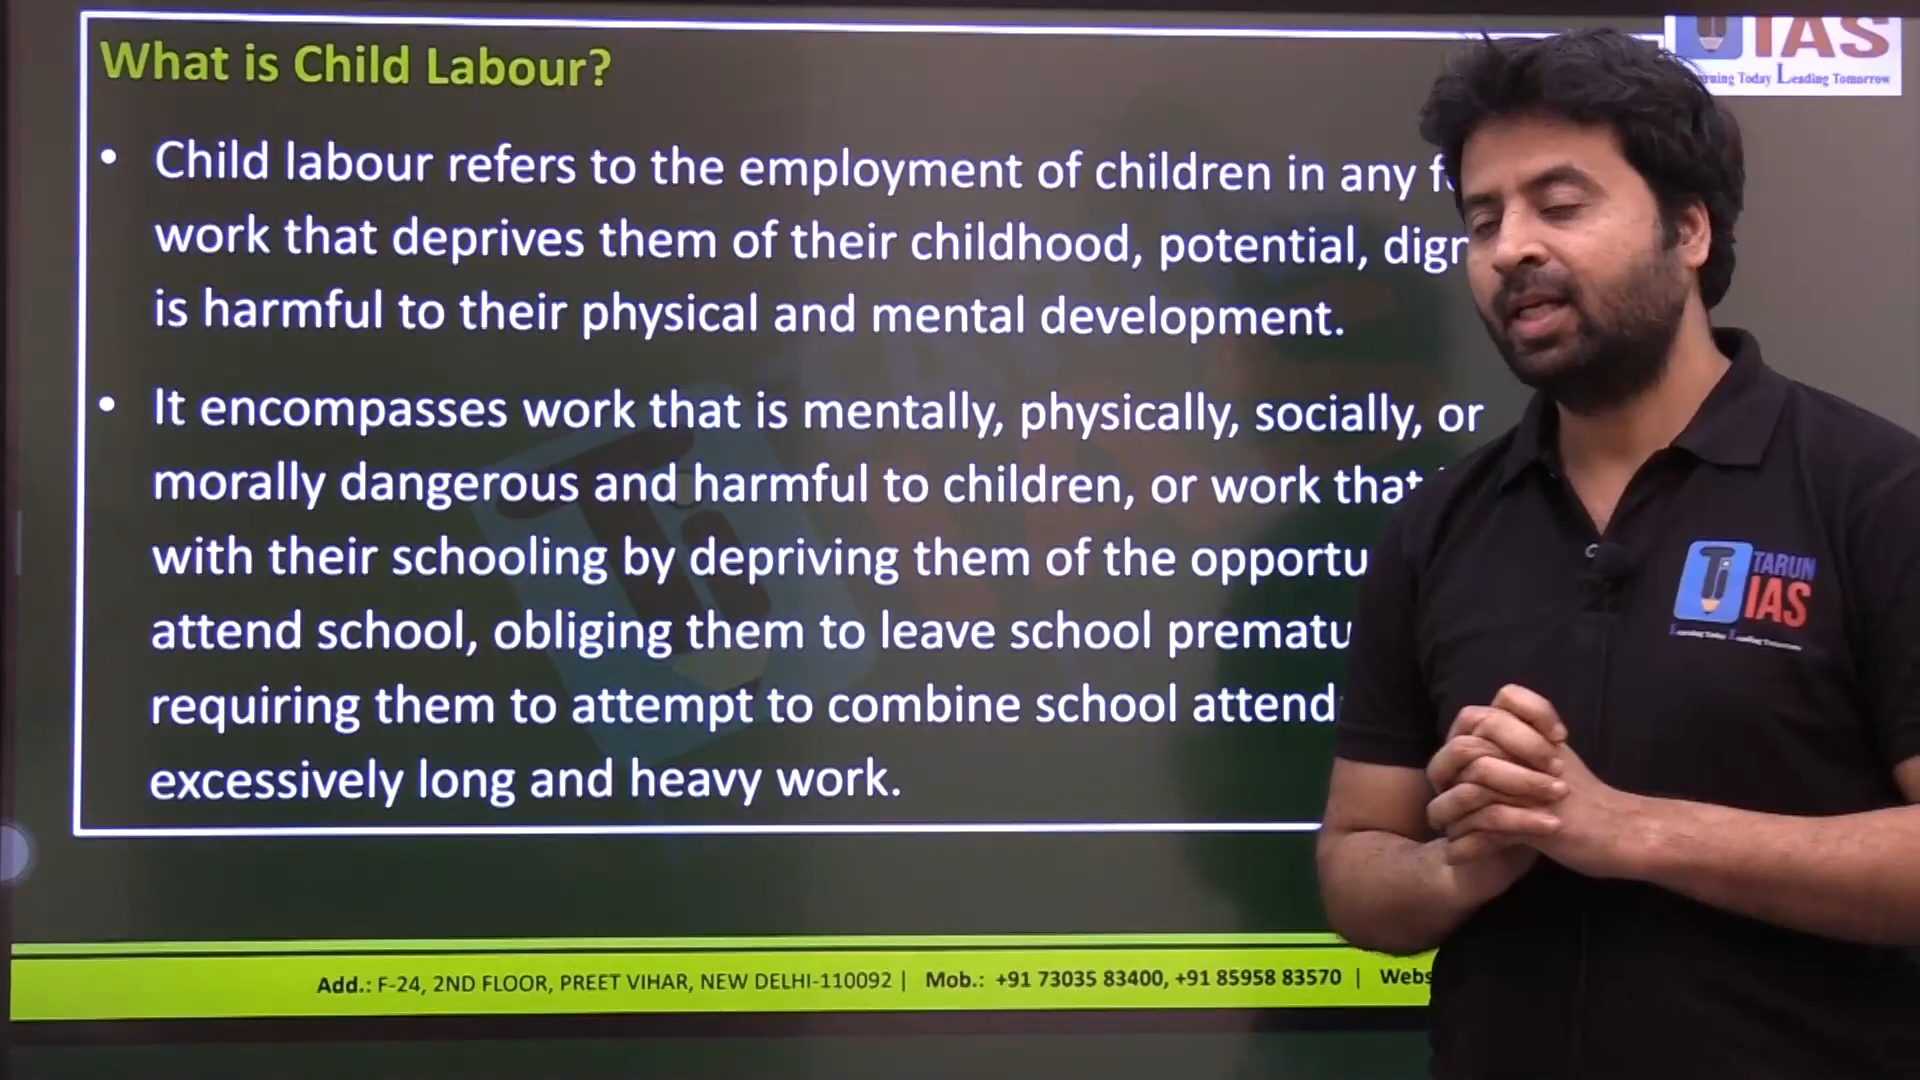 What is Child Labour?
• Child labour refers to the employment of children in any
work that deprives them of their childhood, potential,
is harmful to their physical and mental development.
• It encompasses work that is mentally, physically, socially, or
morally dangerous and harmful to children, or work that
with their schooling by depriving them of the
attend school, obliging them to leave school
requiring them to attempt to combine school
excessively long and heavy work.
IAS
Today Leading Tomorrow
TARUN
IAS
Learning Today Leading Tomorrow
Add.: F-24, 2ND FLOOR, PREET VIHAR, NEW DELHI-110092 | Mob.: +91 73035 83400, +91 85958 83570 |